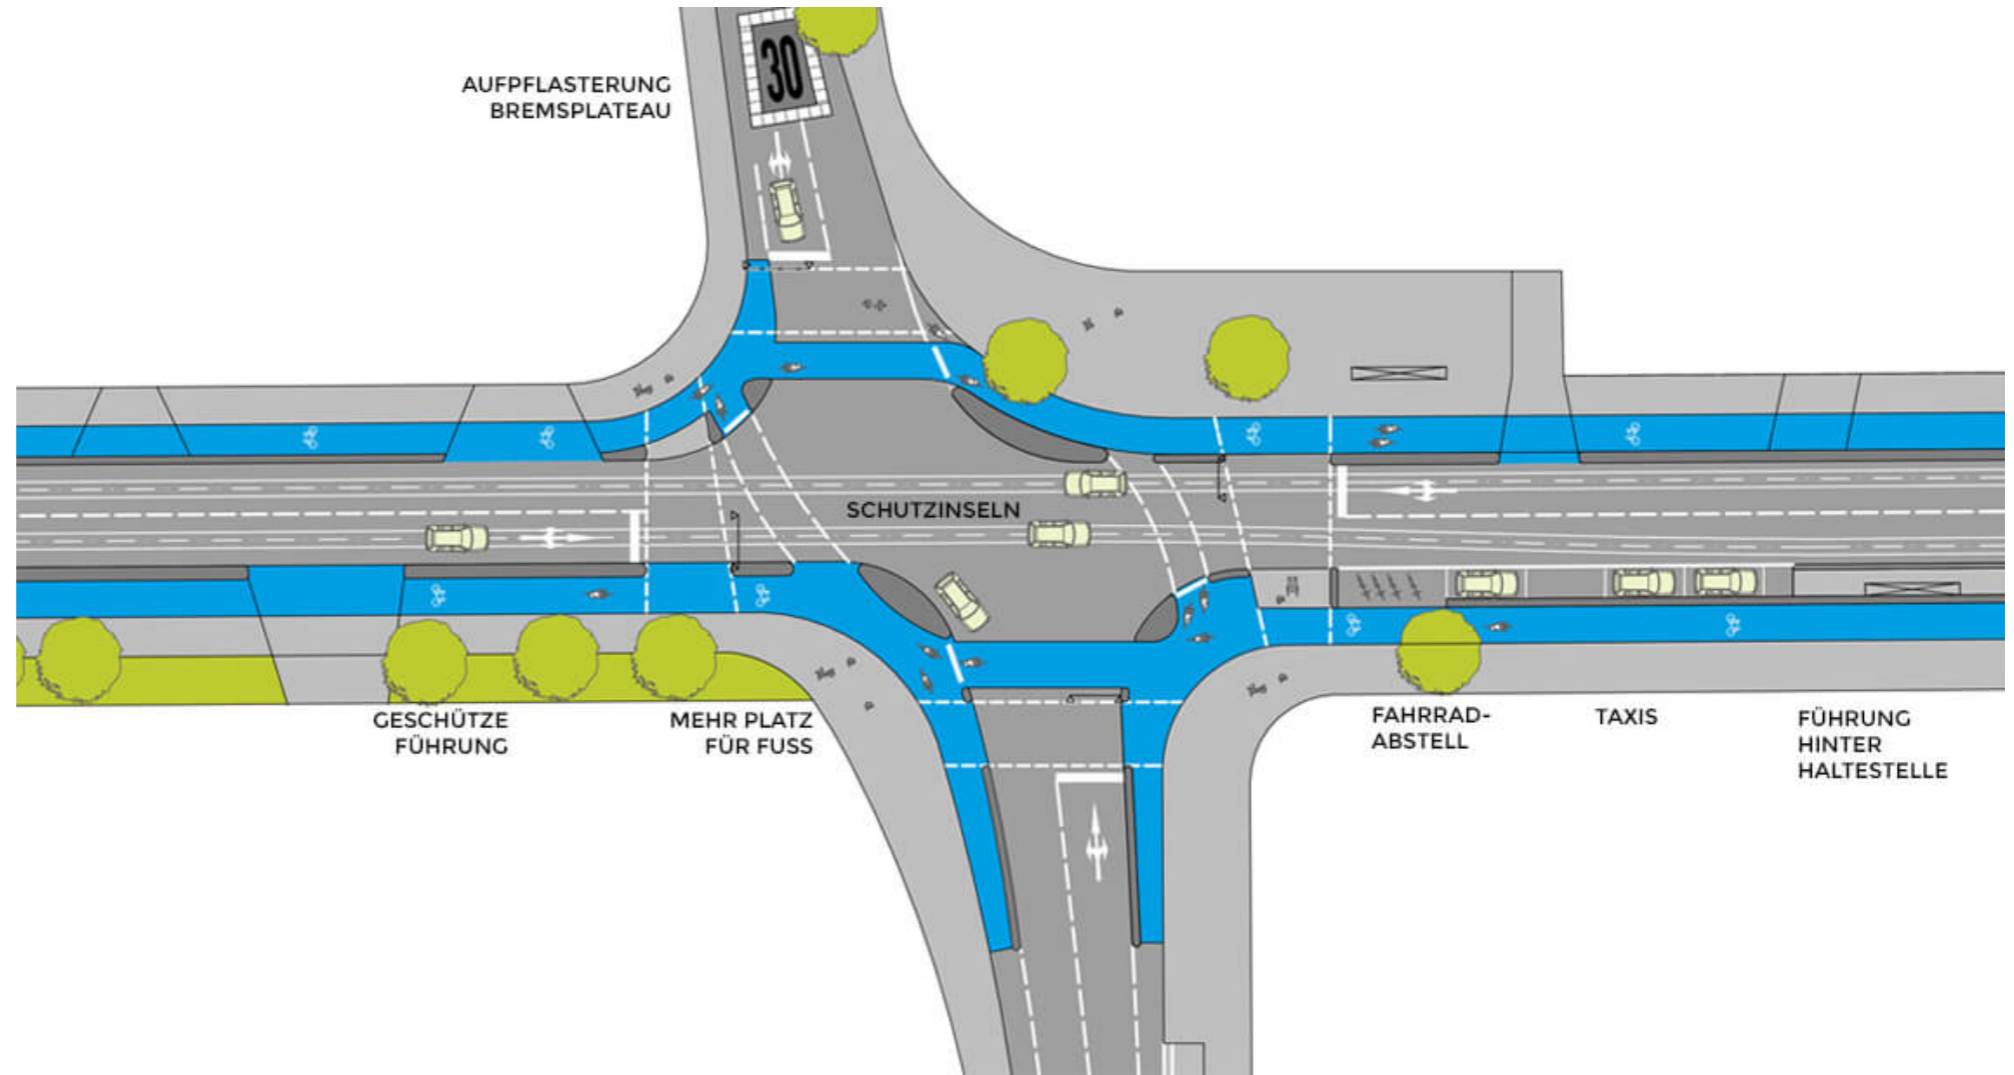 30
AUFPFLASTERUNG
BREMSPLATEAU
SCHUTZINSELN
GESCHÜTZE
FÜHRUNG
MEHR PLATZ
FÜR FUSS
FAHRRAD-
ABSTELL
TAXIS
FÜHRUNG
HINTER
HALTESTELLE